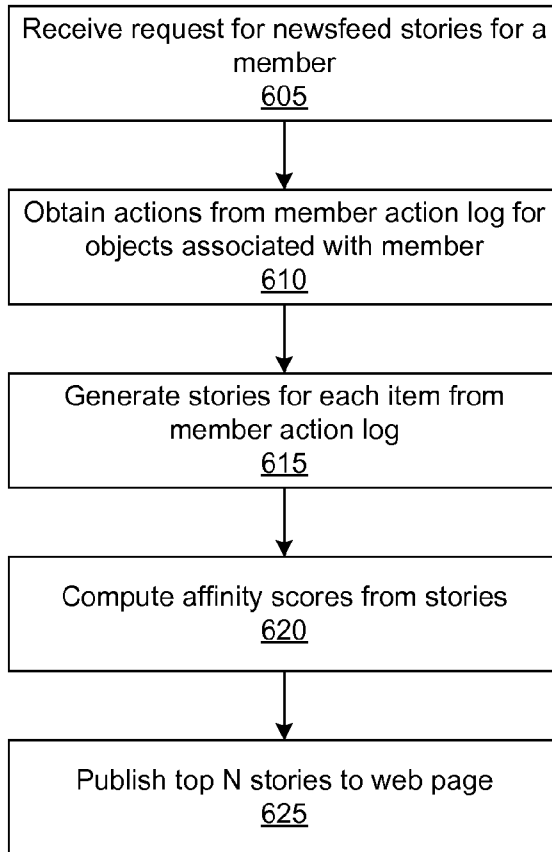 Receive request for newsfeed stories for a
member
605
Obtain actions from member action log for
objects associated with member
610
Generate stories for each item from
member action log
615
Compute affinity scores from stories
620
Publish top N stories to web page
625